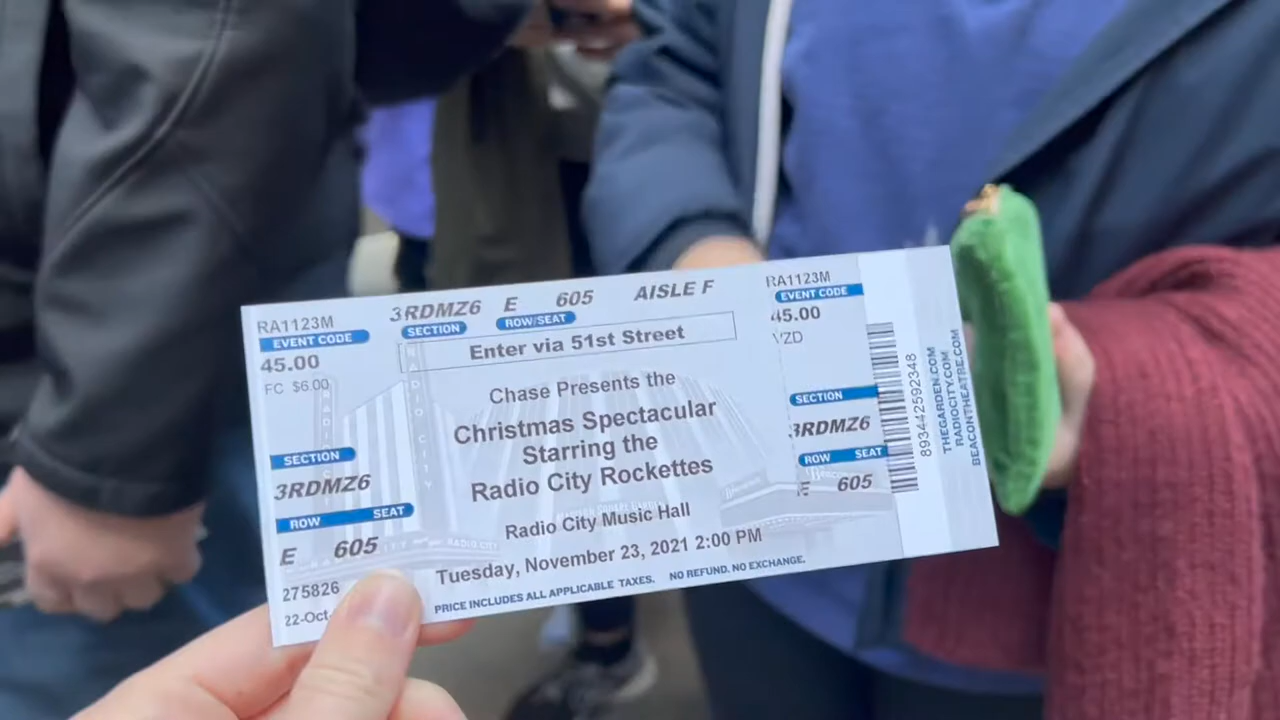 RA1123M
EVENT CODE
45.00
FC $6.00
SECTION
3RDMZ6
ROW SEAT
E 605
275826
22-Oct-
3RDMZ6 E 605 AISLE F
SECTION ROW/SEAT
Enter via 51st Street
Chase Presents the
Christmas Spectacular
Starring the
Radio City Rockettes
Radio City Music Hall
Tuesday, November 23, 2021 2:00 PM
PRICE INCLUDES ALL APPLICABLE TAXES. NO REFUND. NO EXCHANGE.
RA1123M
EVENT CODE
45.00
VZD
SECTION
3RDMZ6
ROW SEAT
E 605
893442592348
THEGARDEN.COM
RADIOCITY.COM
BEACONTHEATRE.COM
RADIO CITY